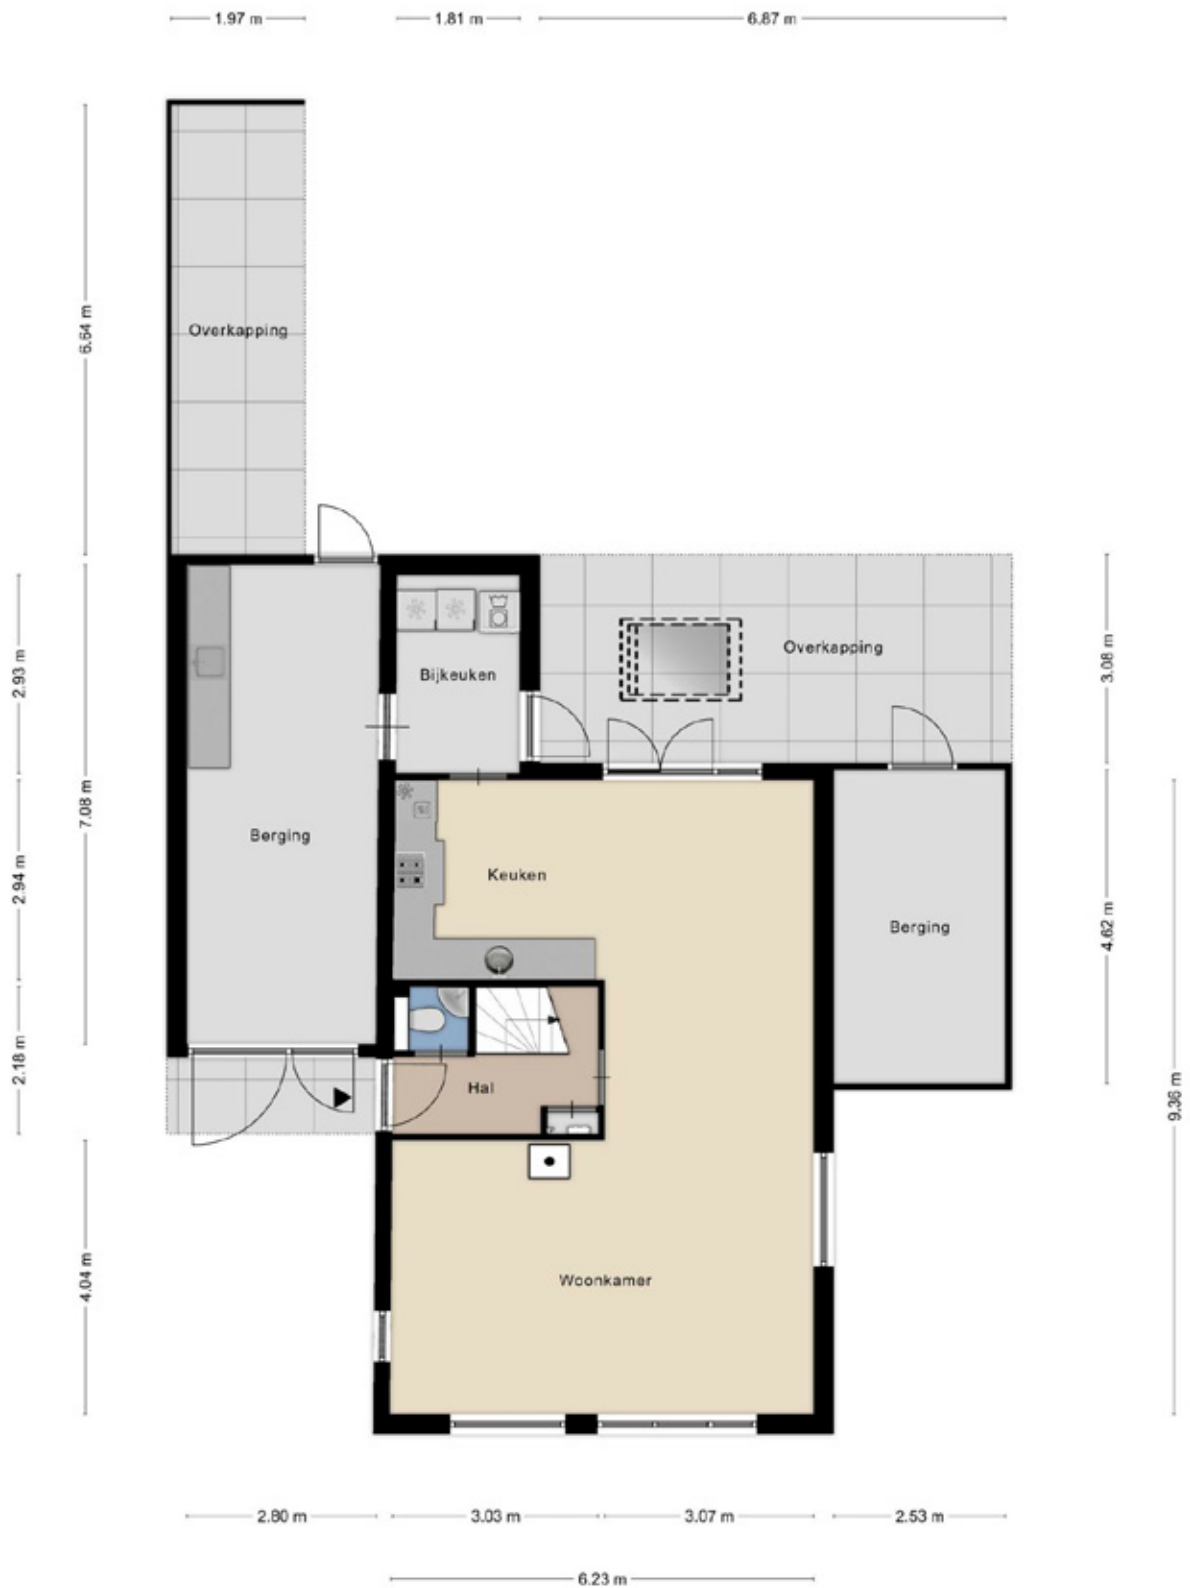 1.97 m
1.81 m
6.87 m
6.64 m
Overkapping
2.93 m
Bijkeuken
Overkapping
3.08 m
7.08 m
Berging
2.94 m
Keuken
Berging
4.62 m
2.18 m
Hal
9.36 m
4.04 m
Woonkamer
2.80 m
3.03 m
3.07 m
2.53 m
6.23 m